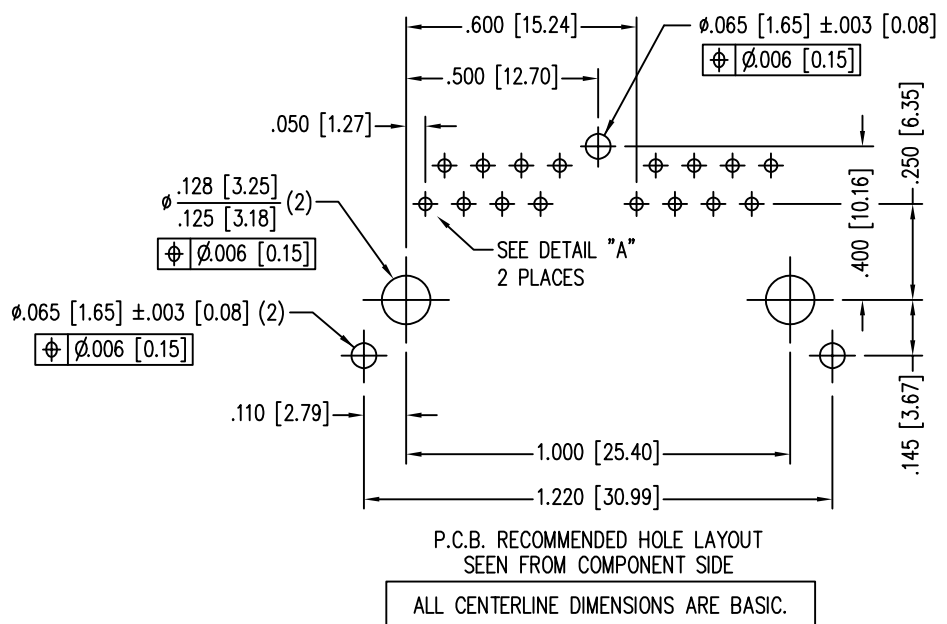 .600 [15.24]
ø.065 [1.65] ±.003 [0.08]
⌖ Ø.006 [0.15]
.500 [12.70]
.050 [1.27]
.250 [6.35]
.400 [10.16]
ø .128 [3.25]
.125 [3.18] (2)
⌖ Ø.006 [0.15]
SEE DETAIL "A"
2 PLACES
ø.065 [1.65] ±.003 [0.08] (2)
⌖ Ø.006 [0.15]
.110 [2.79]
.145 [3.67]
1.000 [25.40]
1.220 [30.99]
P.C.B. RECOMMENDED HOLE LAYOUT
SEEN FROM COMPONENT SIDE
ALL CENTERLINE DIMENSIONS ARE BASIC.